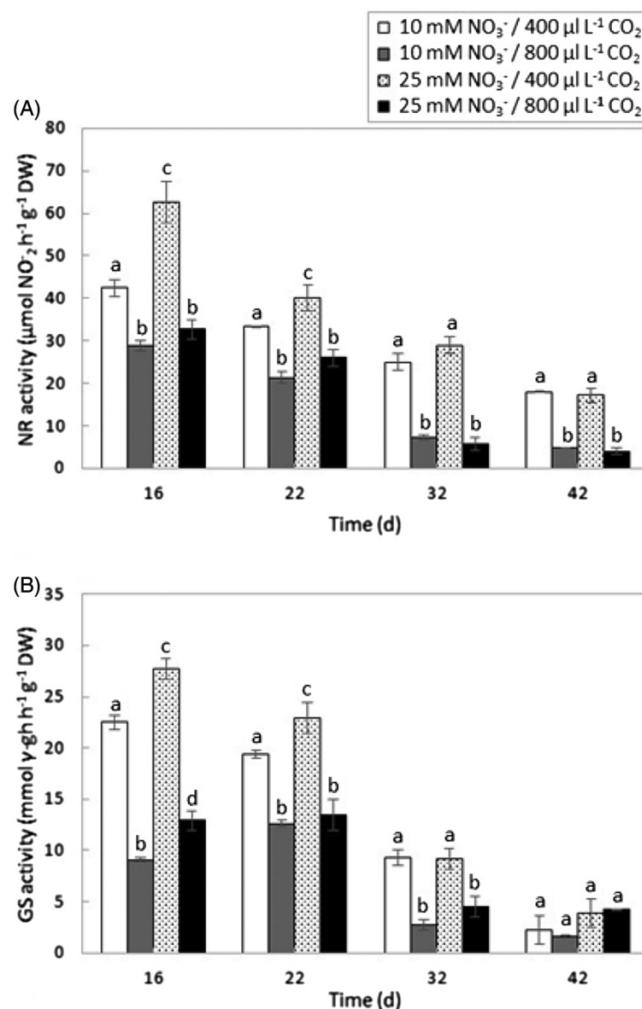 10 mM NO₃⁻ / 400 µl L⁻¹ CO₂
10 mM NO₃⁻ / 800 µl L⁻¹ CO₂
25 mM NO₃⁻ / 400 µl L⁻¹ CO₂
25 mM NO₃⁻ / 800 µl L⁻¹ CO₂
(A)
NR activity (µmol NO⁻₂ h⁻¹ g⁻¹ DW)
80
70
60
50
40
30
20
10
0
a b c b
a b c b
a b a b
a b a b
16 22 32 42
Time (d)
(B)
GS activity (mmol γ-gh h⁻¹ g⁻¹ DW)
35
30
25
20
15
10
5
0
a b c d
a b c b
a b a b
a a a a
16 22 32 42
Time (d)